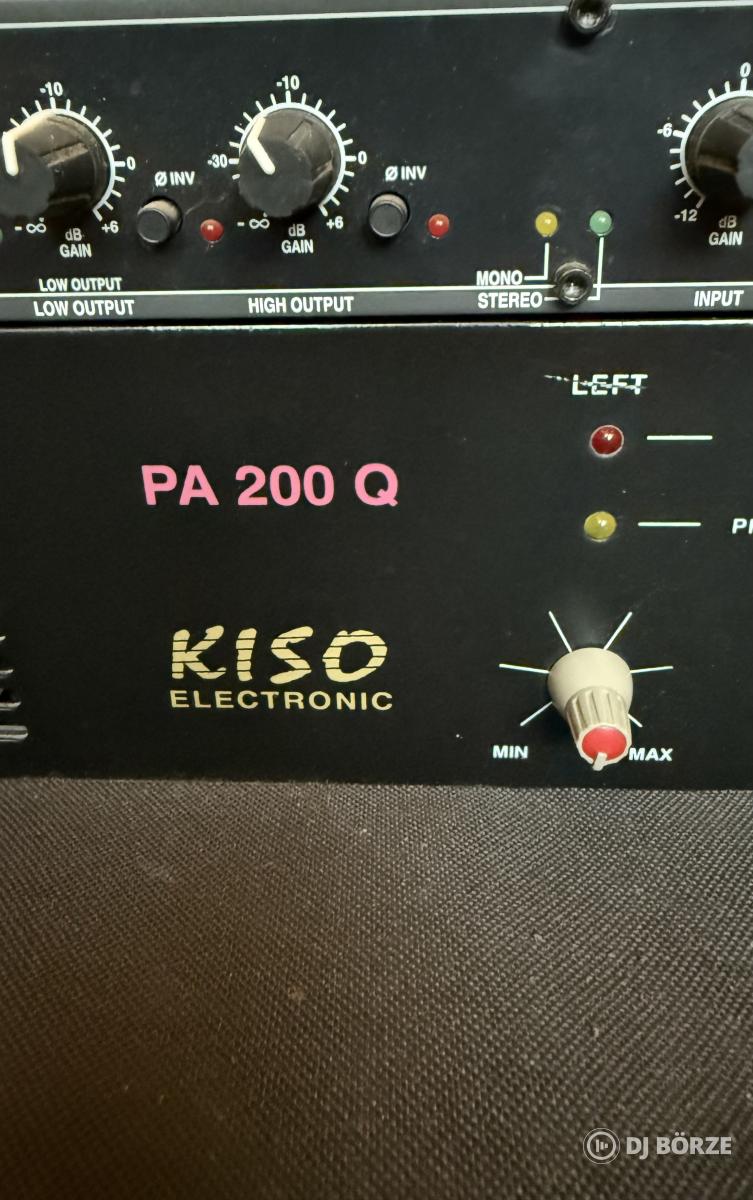 -10
-10
0
0
Ø INV
-30
0
Ø INV
-6
- ∞
dB
+6
GAIN
- ∞
dB
+6
GAIN
-12
dB
GAIN
LOW OUTPUT
LOW OUTPUT
HIGH OUTPUT
MONO
STEREO
INPUT
LEFT
PA 200 Q
KISO
ELECTRONIC
MIN
MAX
DJ BÖRZE